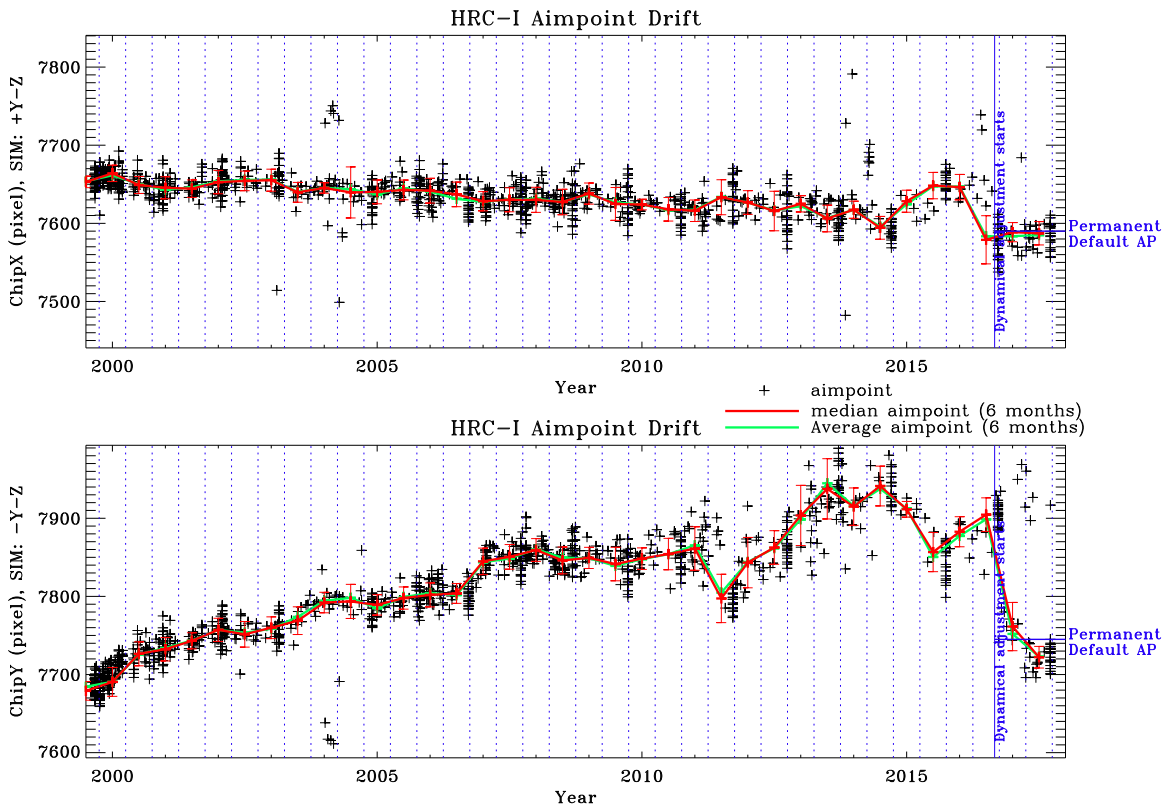 HRC-I Aimpoint Drift
7800
7700
7600
7500
ChipX (pixel), SIM: +Y-Z
Dynamical adjustment starts
Permanent
Default AP
2000
2005
2010
2015
Year
aimpoint
median aimpoint (6 months)
Average aimpoint (6 months)
HRC-I Aimpoint Drift
7900
7800
7700
7600
ChipY (pixel), SIM: -Y-Z
Dynamical adjustment starts
Permanent
Default AP
2000
2005
2010
2015
Year